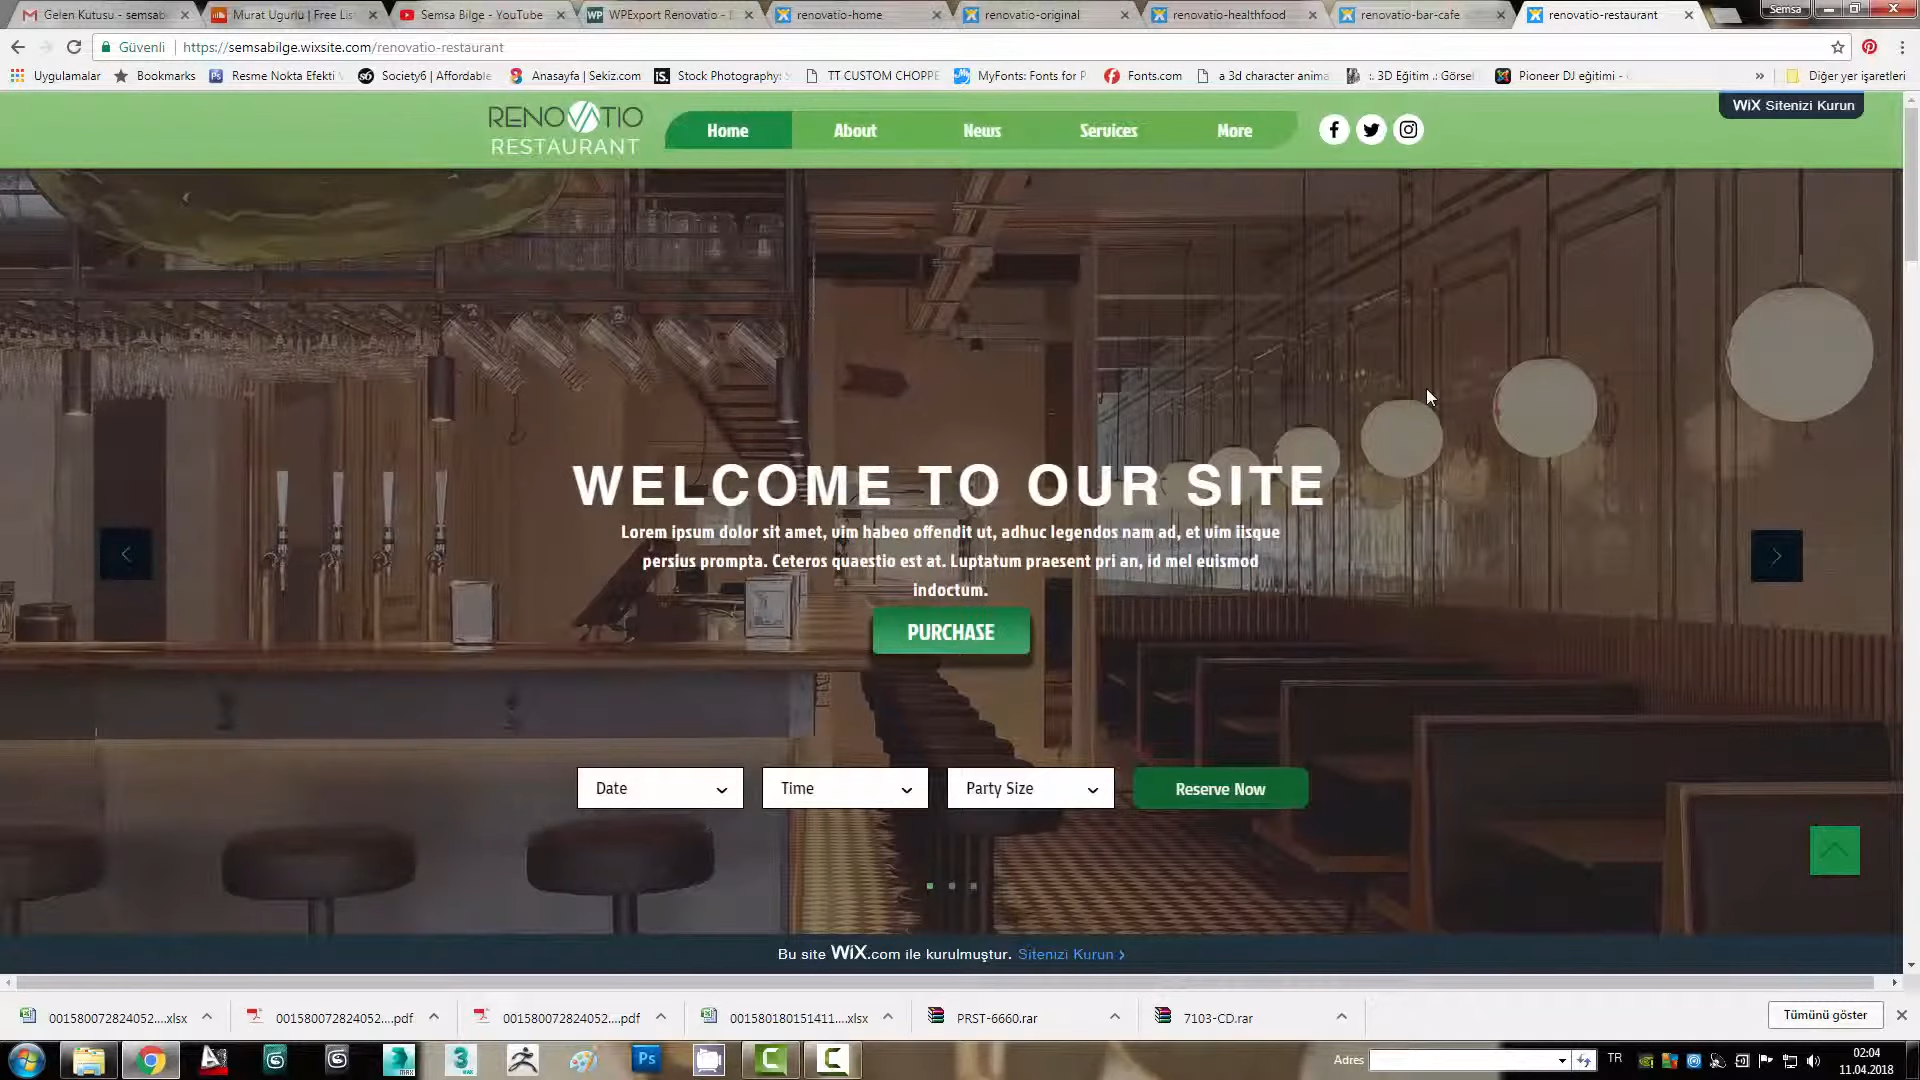 Gelen Kutusu - semsab
Murat Ugurlu | Free Lis
Semsa Bilge - YouTube
WPExport Renovatio -
renovatio-home
renovatio-original
renovatio-healthfood
renovatio-bar-cafe
renovatio-restaurant
Semsa
Güvenli
https://semsabilge.wixsite.com/renovatio-restaurant
Uygulamalar
Bookmarks
Resme Nokta Efekti
Society6 | Affordable
Anasayfa | Sekiz.com
Stock Photography:
TT CUSTOM CHOPPE
MyFonts: Fonts for P
Fonts.com
a 3d character anima
:. 3D Eğitim .: Görsel
Pioneer DJ eğitimi -
»
Diğer yer işaretleri
RENOVATIO
RESTAURANT
Home
About
News
Services
More
WiX Sitenizi Kurun
WELCOME TO OUR SITE
Lorem ipsum dolor sit amet, vim habeo offendit ut, adhuc legendos nam ad, et vim iisque
persius prompta. Ceteros quaestio est at. Luptatum praesent pri an, id mel euismod
indoctum.
PURCHASE
Date
Time
Party Size
Reserve Now
Bu site WiX.com ile kurulmuştur. Sitenizi Kurun >
001580072824052....xlsx
001580072824052....pdf
001580072824052....pdf
001580180151411....xlsx
PRST-6660.rar
7103-CD.rar
Tümünü göster
Ps
Adres
TR
02:04
11.04.2018